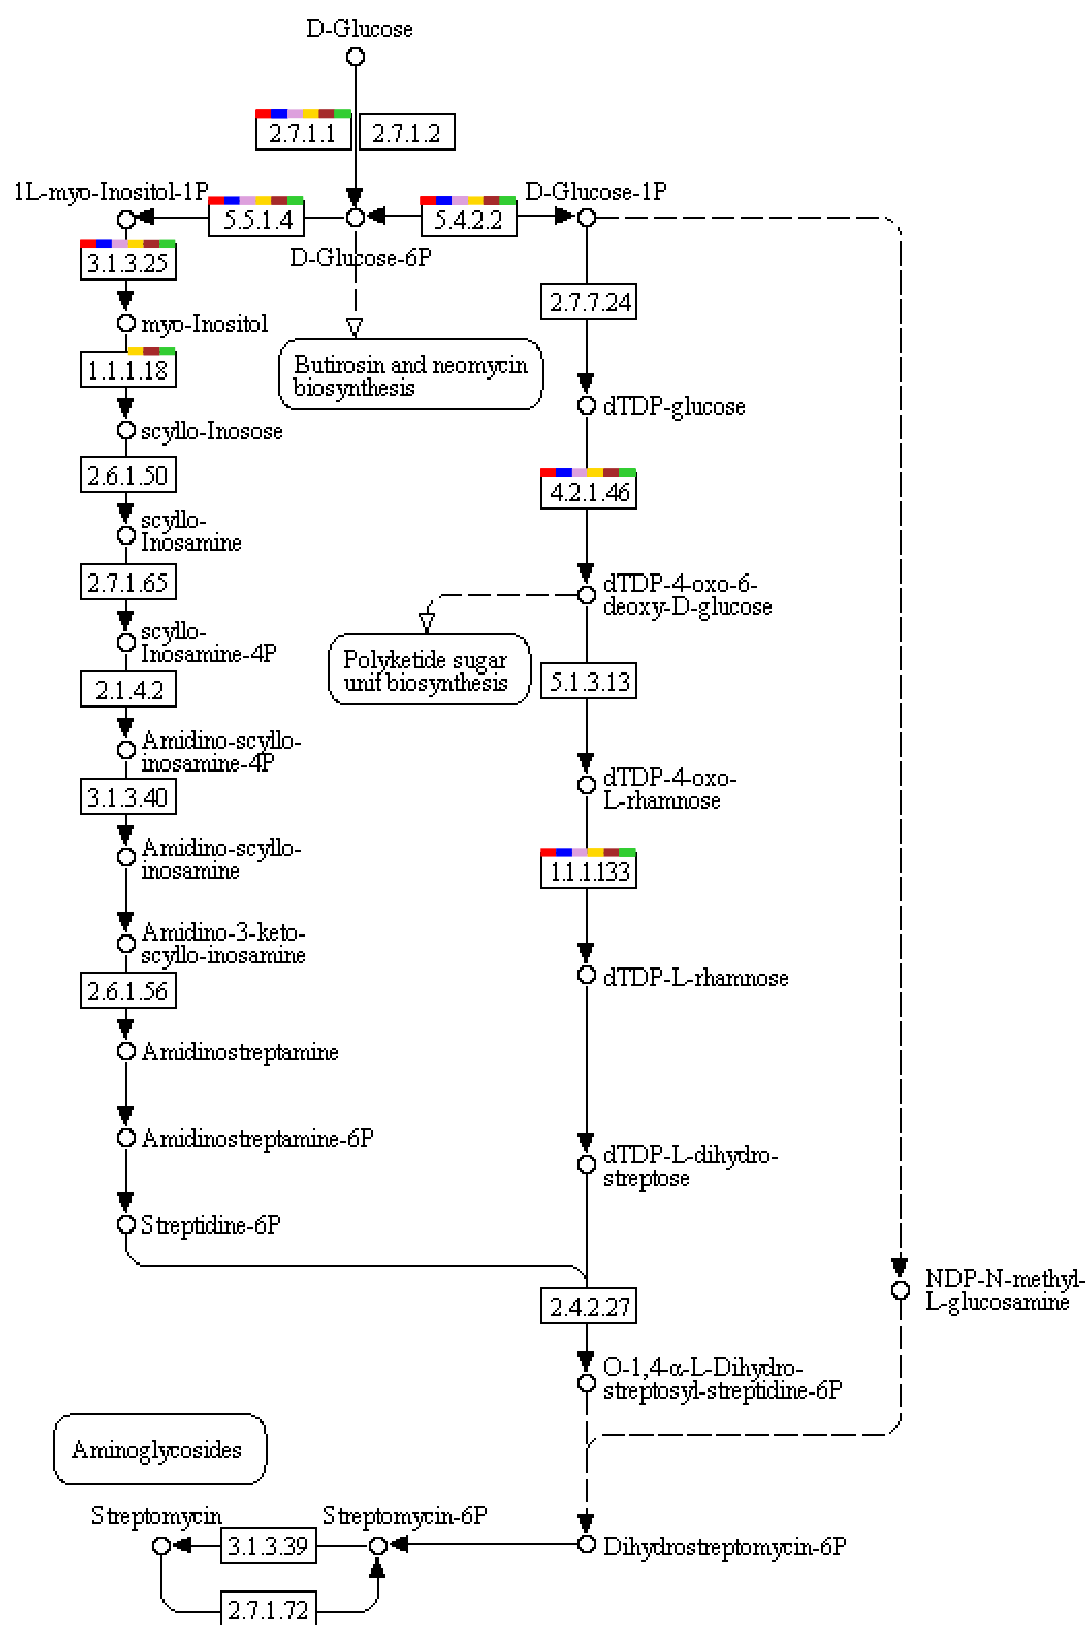 D-Glucose
2.7.1.1
2.7.1.2
1L-myo-Inositol-1P
D-Glucose-1P
5.5.1.4
5.4.2.2
D-Glucose-6P
3.1.3.25
2.7.7.24
myo-Inositol
Butirosin and neomycin
biosynthesis
1.1.1.18
dTDP-glucose
scyllo-Inosose
2.6.1.50
4.2.1.46
scyllo-
Inosamine
2.7.1.65
dTDP-4-oxo-6-
deoxy-D-glucose
scyllo-
Inosamine-4P
Polyketide sugar
unif biosynthesis
5.1.3.13
2.1.4.2
Amidino-scyllo-
inosamine-4P
dTDP-4-oxo-
L-rhamnose
3.1.3.40
Amidino-scyllo-
inosamine
1.1.1.133
Amidino-3-keto-
scyllo-inosamine
dTDP-L-rhamnose
2.6.1.56
Amidinostreptamine
Amidinostreptamine-6P
dTDP-L-dihydro-
streptose
Streptidine-6P
NDP-N-methyl-
L-glucosamine
2.4.2.27
O-1,4-α-L-Dihydro-
streptosyl-streptidine-6P
Aminoglycosides
Streptomycin
Streptomycin-6P
3.1.3.39
Dihydrostreptomycin-6P
2.7.1.72